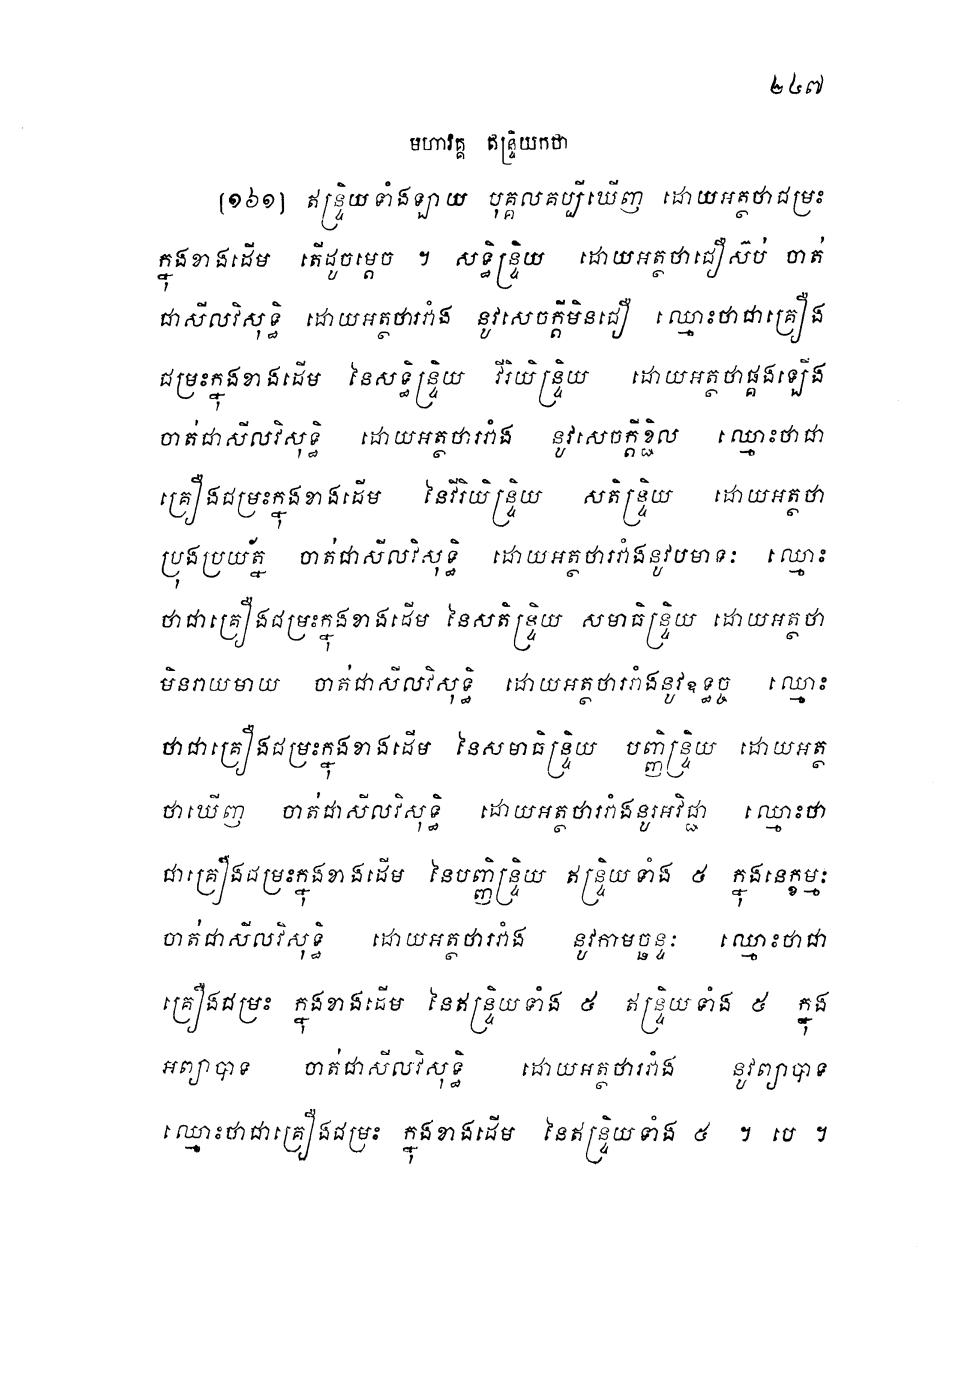 ២៤៧
មហាវគ្គ ឥន្ទ្រិយកថា
[១៦១] ឥន្ទ្រិយទាំងឡាយ បុគ្គលគប្បីឃើញ ដោយអត្ថថាជម្រះ
ក្នុងខាងដើម តើដូចម្តេច ។ សទ្ធិន្ទ្រិយ ដោយអត្ថថាជឿស៊ប់ ចាត់
ជាសីលវិសុទ្ធិ ដោយអត្ថថារារាំង នូវសេចក្តីមិនជឿ ឈ្មោះថាជាគ្រឿង
ជម្រះក្នុងខាងដើម នៃសទ្ធិន្ទ្រិយ វីរិយិន្ទ្រិយ ដោយអត្ថថាផ្គងឡើង
ចាត់ជាសីលវិសុទ្ធិ ដោយអត្ថថារារាំង នូវសេចក្តីខ្ជិល ឈ្មោះថាជា
គ្រឿងជម្រះក្នុងខាងដើម នៃវីរិយិន្ទ្រិយ សតិន្ទ្រិយ ដោយអត្ថថា
ប្រុងប្រយ័ត្ន ចាត់ជាសីលវិសុទ្ធិ ដោយអត្ថថារារាំងនូវបមាទៈ ឈ្មោះ
ថាជាគ្រឿងជម្រះក្នុងខាងដើម នៃសតិន្ទ្រិយ សមាធិន្ទ្រិយ ដោយអត្ថថា
មិនរាយមាយ ចាត់ជាសីលវិសុទ្ធិ ដោយអត្ថថារារាំងនូវឧទ្ធច្ច ឈ្មោះ
ថាជាគ្រឿងជម្រះក្នុងខាងដើម នៃសមាធិន្ទ្រិយ បញ្ញិន្ទ្រិយ ដោយអត្ថ
ថាឃើញ ចាត់ជាសីលវិសុទ្ធិ ដោយអត្ថថារារាំងនូវអវិជ្ជា ឈ្មោះថា
ជាគ្រឿងជម្រះក្នុងខាងដើម នៃបញ្ញិន្ទ្រិយ ឥន្ទ្រិយទាំង ៥ ក្នុងនេក្ខម្មៈ
ចាត់ជាសីលវិសុទ្ធិ ដោយអត្ថថារារាំង នូវកាមច្ឆន្ទៈ ឈ្មោះថាជា
គ្រឿងជម្រះ ក្នុងខាងដើម នៃឥន្ទ្រិយទាំង ៥ ឥន្ទ្រិយទាំង ៥ ក្នុង
អព្យាបាទ ចាត់ជាសីលវិសុទ្ធិ ដោយអត្ថថារារាំង នូវព្យាបាទ
ឈ្មោះថាជាគ្រឿងជម្រះ ក្នុងខាងដើម នៃឥន្ទ្រិយទាំង ៥ ។ បេ ។